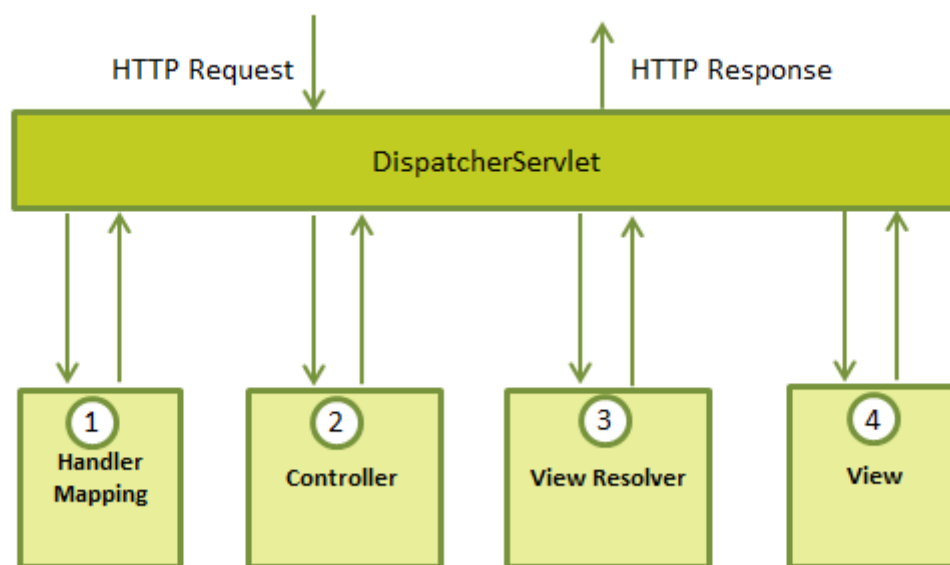 HTTP Request
HTTP Response
DispatcherServlet
1
Handler
Mapping
2
Controller
3
View Resolver
4
View